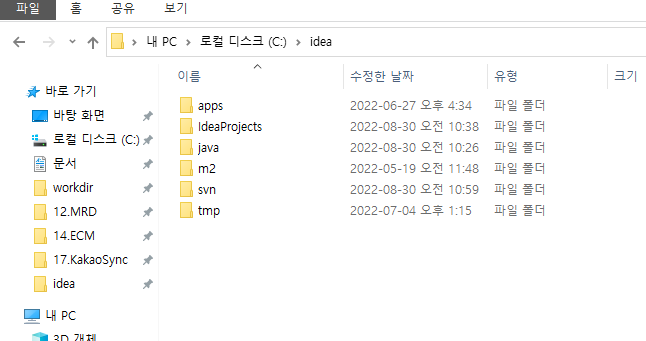 파일 홈 공유 보기
내 PC > 로컬 디스크 (C:) > idea
이름 수정한 날짜 유형 크기
바로 가기
바탕 화면
로컬 디스크 (C:)
문서
workdir
12.MRD
14.ECM
17.KakaoSync
idea
내 PC
3D 개체
apps 2022-06-27 오후 4:34 파일 폴더
IdeaProjects 2022-08-30 오전 10:38 파일 폴더
java 2022-08-30 오전 10:26 파일 폴더
m2 2022-05-19 오전 11:48 파일 폴더
svn 2022-08-30 오전 10:59 파일 폴더
tmp 2022-07-04 오후 1:15 파일 폴더